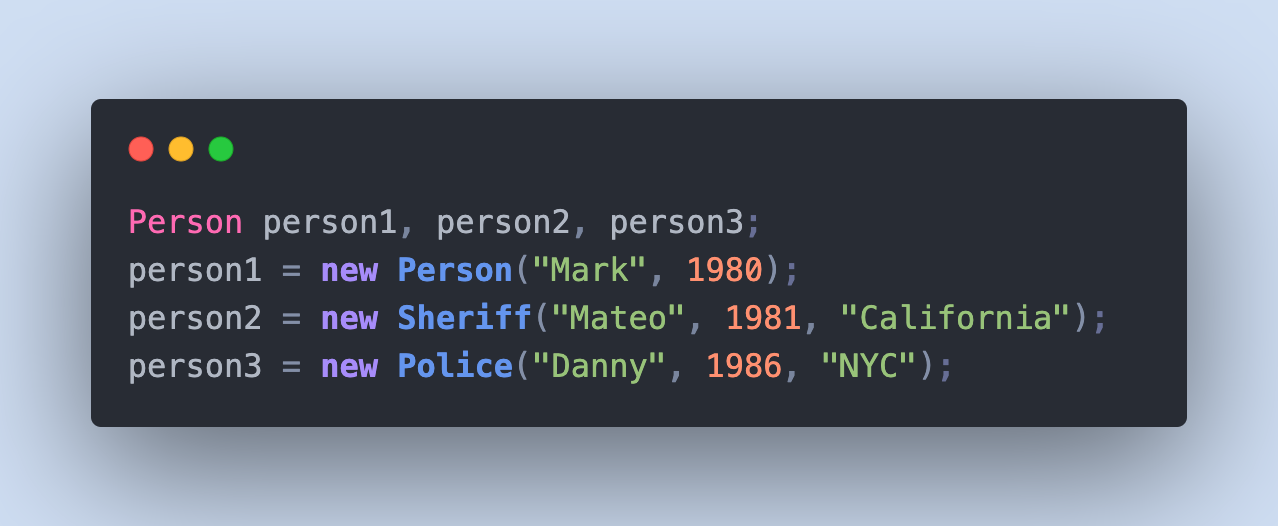 Person person1, person2, person3;
person1 = new Person("Mark", 1980);
person2 = new Sheriff("Mateo", 1981, "California");
person3 = new Police("Danny", 1986, "NYC");